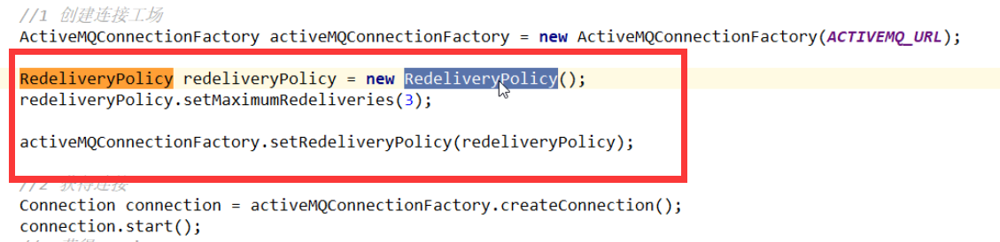 //1 创建连接工场
ActiveMQConnectionFactory activeMQConnectionFactory = new ActiveMQConnectionFactory(ACTIVEMQ_URL);
RedeliveryPolicy redeliveryPolicy = new RedeliveryPolicy();
redeliveryPolicy.setMaximumRedeliveries(3);
activeMQConnectionFactory.setRedeliveryPolicy(redeliveryPolicy);
//2 获得连接
Connection connection = activeMQConnectionFactory.createConnection();
connection.start();